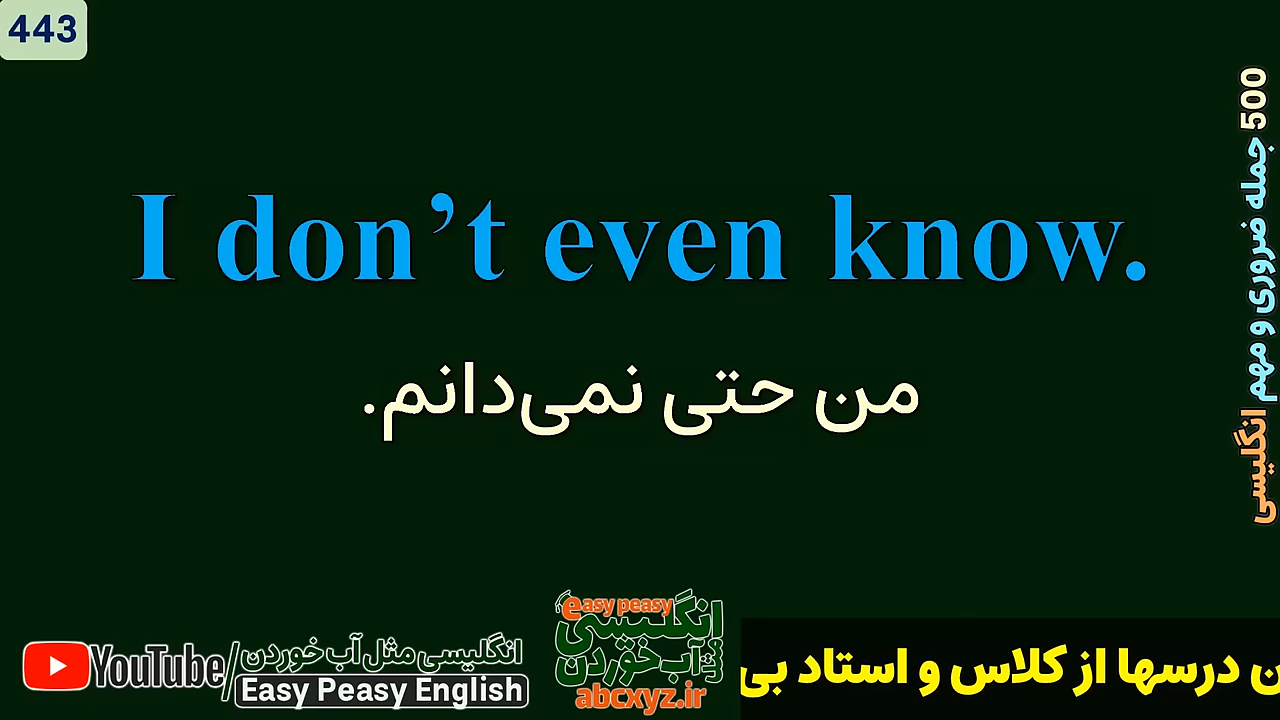 443
500 جمله ضروری و مهم انگلیسی
I don’t even know.
من حتی نمی‌دانم.
YouTube/انگلیسی مثل آب خوردن
Easy Peasy English
easy peasy
انگلیسی
مثل آب خوردن
abcxyz.ir
درسها از کلاس و استاد بی